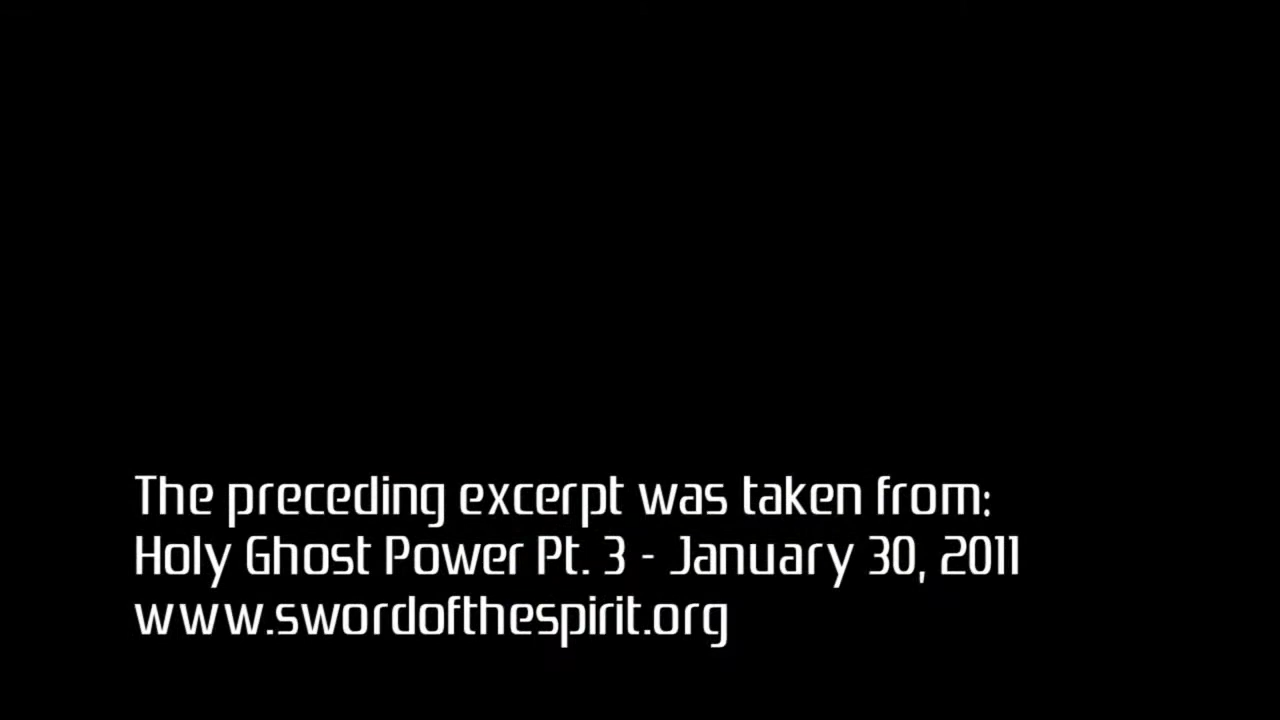 The preceding excerpt was taken from:
Holy Ghost Power Pt. 3 - January 30, 2011
www.swordofthespirit.org